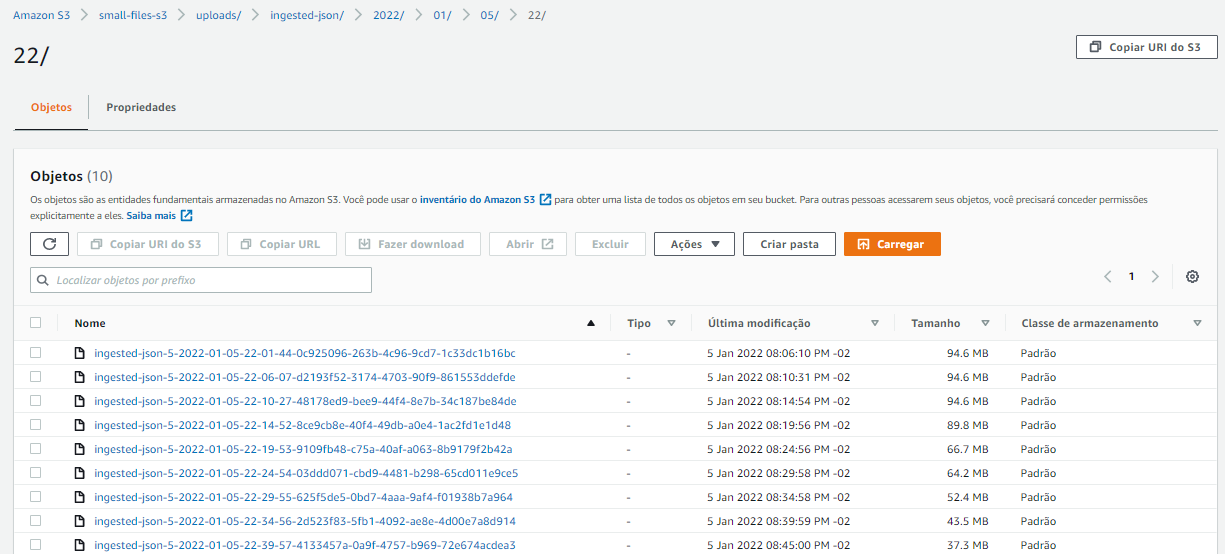 Amazon S3 > small-files-s3 > uploads/ > ingested-json/ > 2022/ > 01/ > 05/ > 22/
22/
Copiar URI do S3
Objetos Propriedades
Objetos (10)
Os objetos são as entidades fundamentais armazenadas no Amazon S3. Você pode usar o inventário do Amazon S3 para obter uma lista de todos os objetos em seu bucket. Para outras pessoas acessarem seus objetos, você precisará conceder permissões
explicitamente a eles. Saiba mais
Copiar URI do S3 Copiar URL Fazer download Abrir Excluir Ações Criar pasta Carregar
Localizar objetos por prefixo
1
Nome Tipo Última modificação Tamanho Classe de armazenamento
ingested-json-5-2022-01-05-22-01-44-0c925096-263b-4c96-9cd7-1c33dc1b16bc - 5 Jan 2022 08:06:10 PM -02 94.6 MB Padrão
ingested-json-5-2022-01-05-22-06-07-d2193f52-3174-4703-90f9-861553ddefde - 5 Jan 2022 08:10:31 PM -02 94.6 MB Padrão
ingested-json-5-2022-01-05-22-10-27-48178ed9-bee9-44f4-8e7b-34c187be84de - 5 Jan 2022 08:14:54 PM -02 94.6 MB Padrão
ingested-json-5-2022-01-05-22-14-52-8ce9cb8e-40f4-49db-a0e4-1ac2fd1e1d48 - 5 Jan 2022 08:19:56 PM -02 89.8 MB Padrão
ingested-json-5-2022-01-05-22-19-53-9109fb48-c75a-40af-a063-8b9179f2b42a - 5 Jan 2022 08:24:56 PM -02 66.7 MB Padrão
ingested-json-5-2022-01-05-22-24-54-03ddd071-cbd9-4481-b298-65cd011e9ce5 - 5 Jan 2022 08:29:58 PM -02 64.2 MB Padrão
ingested-json-5-2022-01-05-22-29-55-625f5de5-0bd7-4aaa-9af4-f01938b7a964 - 5 Jan 2022 08:34:58 PM -02 52.4 MB Padrão
ingested-json-5-2022-01-05-22-34-56-2d523f83-5fb1-4092-ae8e-4d00e7a8d914 - 5 Jan 2022 08:39:59 PM -02 43.5 MB Padrão
ingested-json-5-2022-01-05-22-39-57-4133457a-0a9f-4757-b969-72e674acdea3 - 5 Jan 2022 08:45:00 PM -02 37.3 MB Padrão